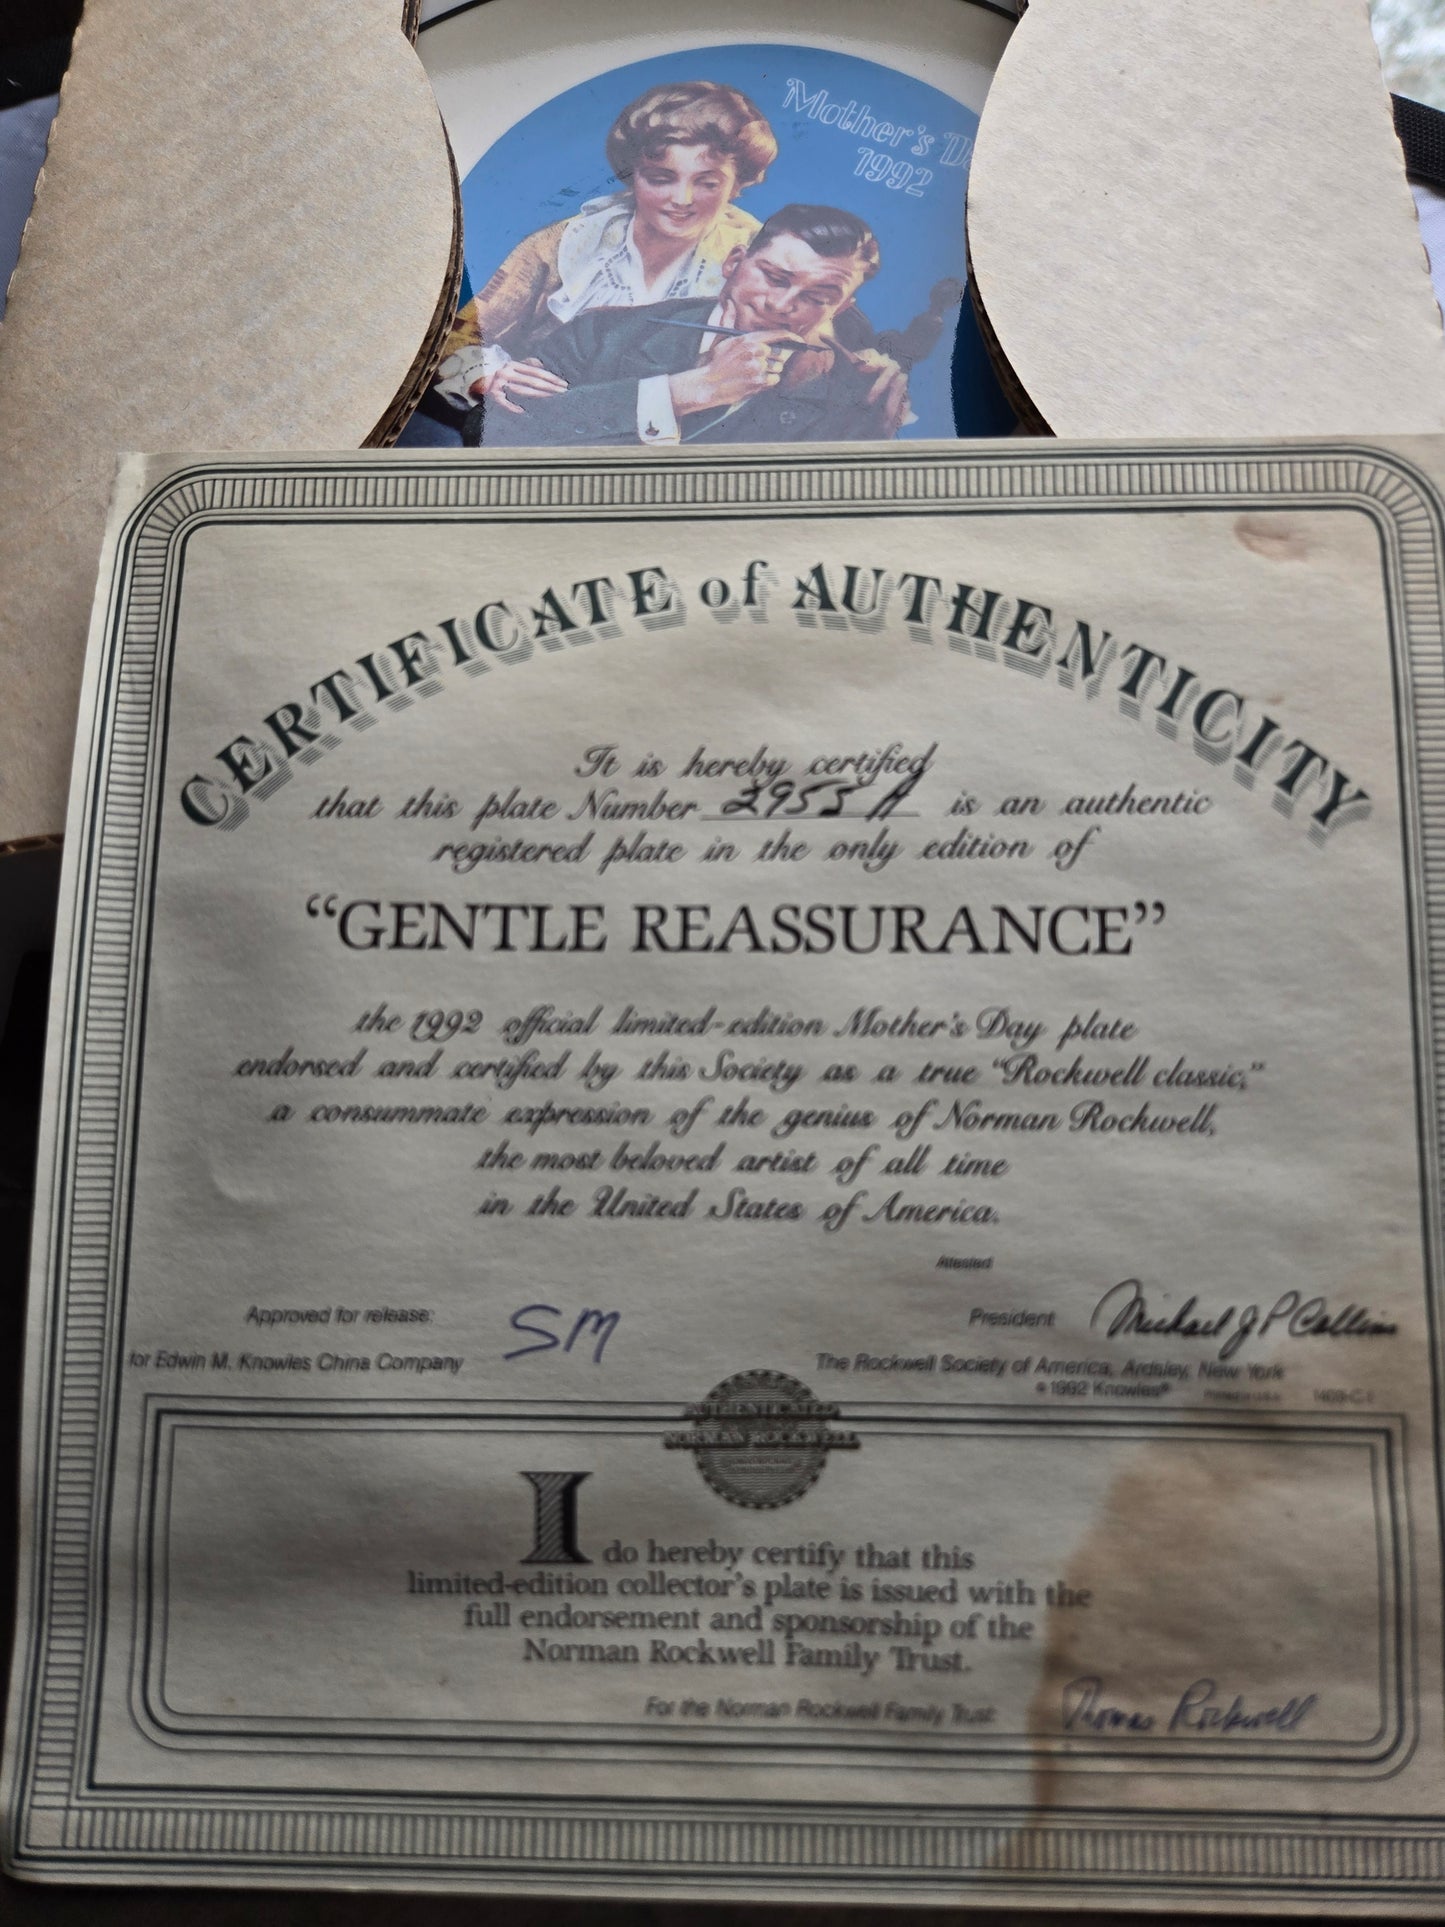 Mother's Da
1992
CERTIFICATE of AUTHENTICITY
It is hereby certified
that this plate Number 2955 A is an authentic
registered plate in the only edition of
“GENTLE REASSURANCE”
the 1992 official limited-edition Mother's Day plate
endorsed and certified by this Society as a true “Rockwell classic,”
a consummate expression of the genius of Norman Rockwell,
the most beloved artist of all time
in the United States of America.
Attested
Approved for release: SM
for Edwin M. Knowles China Company
President Michael J P Collins
The Rockwell Society of America, Ardsley, New York
© 1992 Knowles®
AUTHENTICATED
NORMAN ROCKWELL
I do hereby certify that this
limited-edition collector's plate is issued with the
full endorsement and sponsorship of the
Norman Rockwell Family Trust.
For the Norman Rockwell Family Trust: Thomas Rockwell